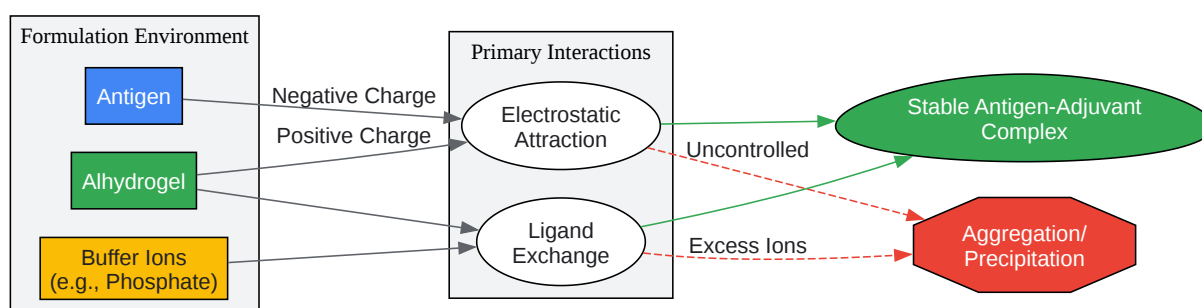 Formulation Environment
Antigen
Alhydrogel
Buffer Ions
(e.g., Phosphate)
Negative Charge
Positive Charge
Primary Interactions
Electrostatic
Attraction
Ligand
Exchange
Uncontrolled
Excess Ions
Stable Antigen-Adjuvant
Complex
Aggregation/
Precipitation